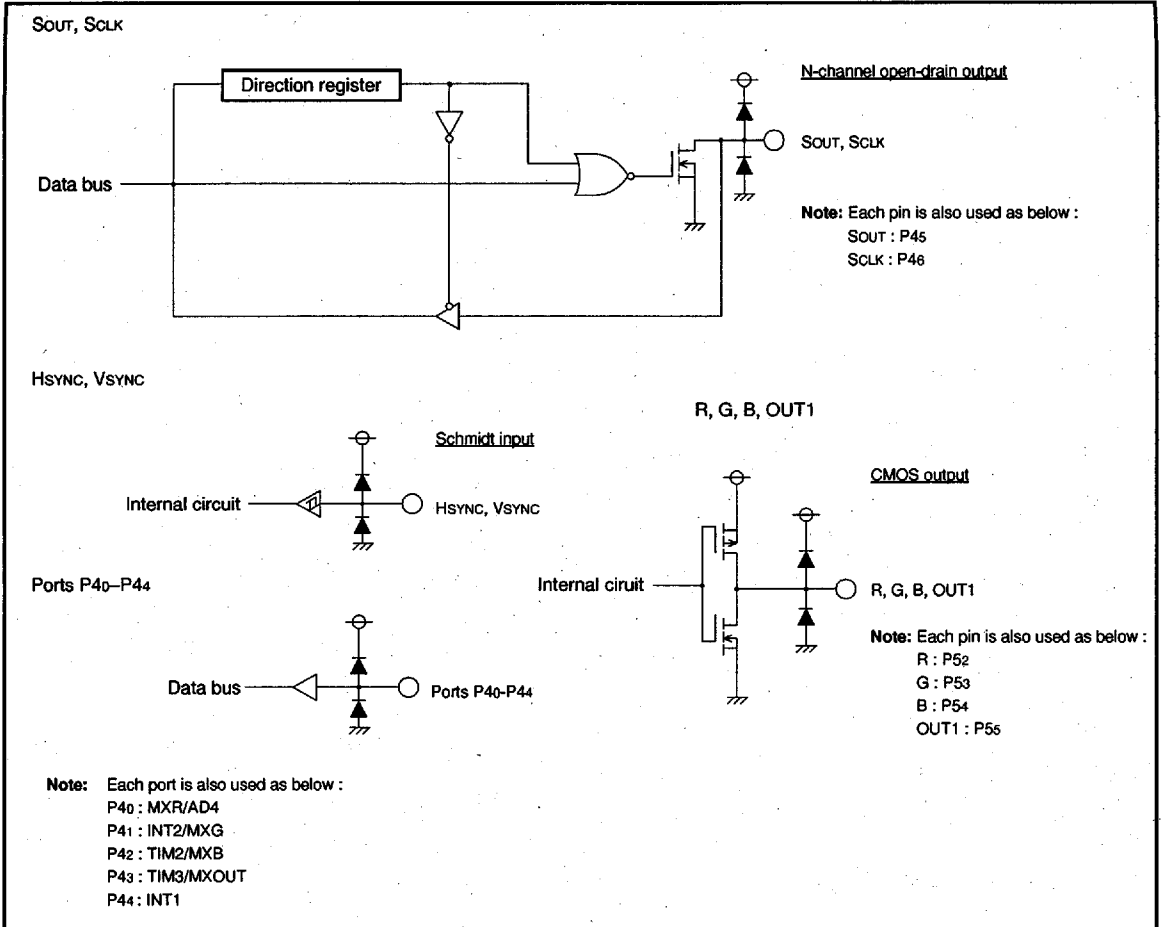 SOUT, SCLK
Direction register
N-channel open-drain output
SOUT, SCLK
Data bus
Note: Each pin is also used as below :
SOUT : P45
SCLK : P46
HSYNC, VSYNC
Schmidt input
Internal circuit
HSYNC, VSYNC
R, G, B, OUT1
CMOS output
Internal ciruit
R, G, B, OUT1
Note: Each pin is also used as below :
R : P52
G : P53
B : P54
OUT1 : P55
Ports P40–P44
Data bus
Ports P40-P44
Note: Each port is also used as below :
P40 : MXR/AD4
P41 : INT2/MXG
P42 : TIM2/MXB
P43 : TIM3/MXOUT
P44 : INT1